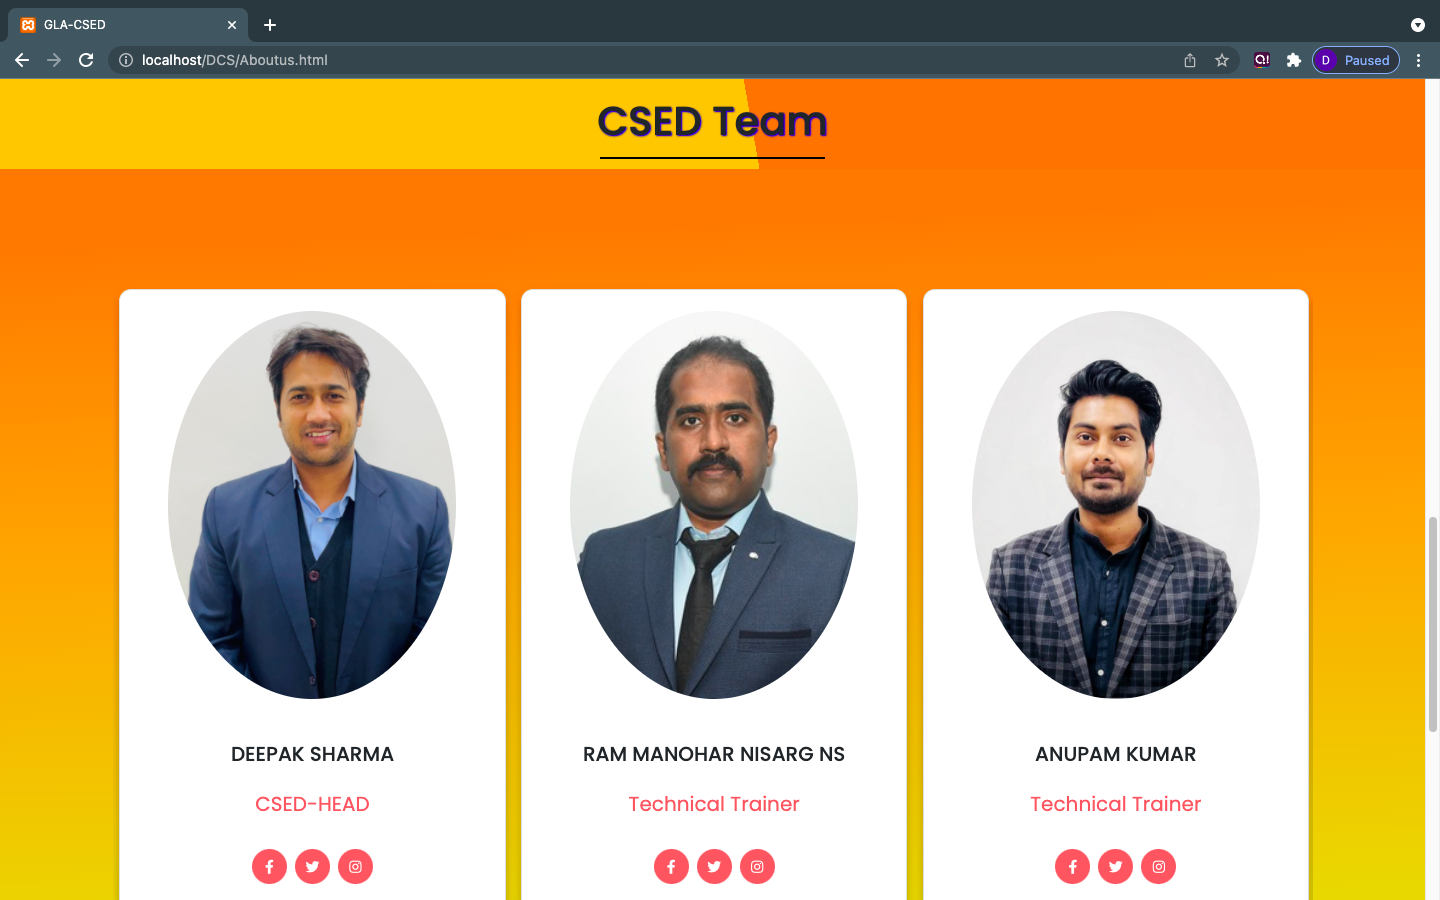 GLA-CSED
localhost/DCS/Aboutus.html
D Paused
CSED Team
DEEPAK SHARMA
CSED-HEAD
RAM MANOHAR NISARG NS
Technical Trainer
ANUPAM KUMAR
Technical Trainer